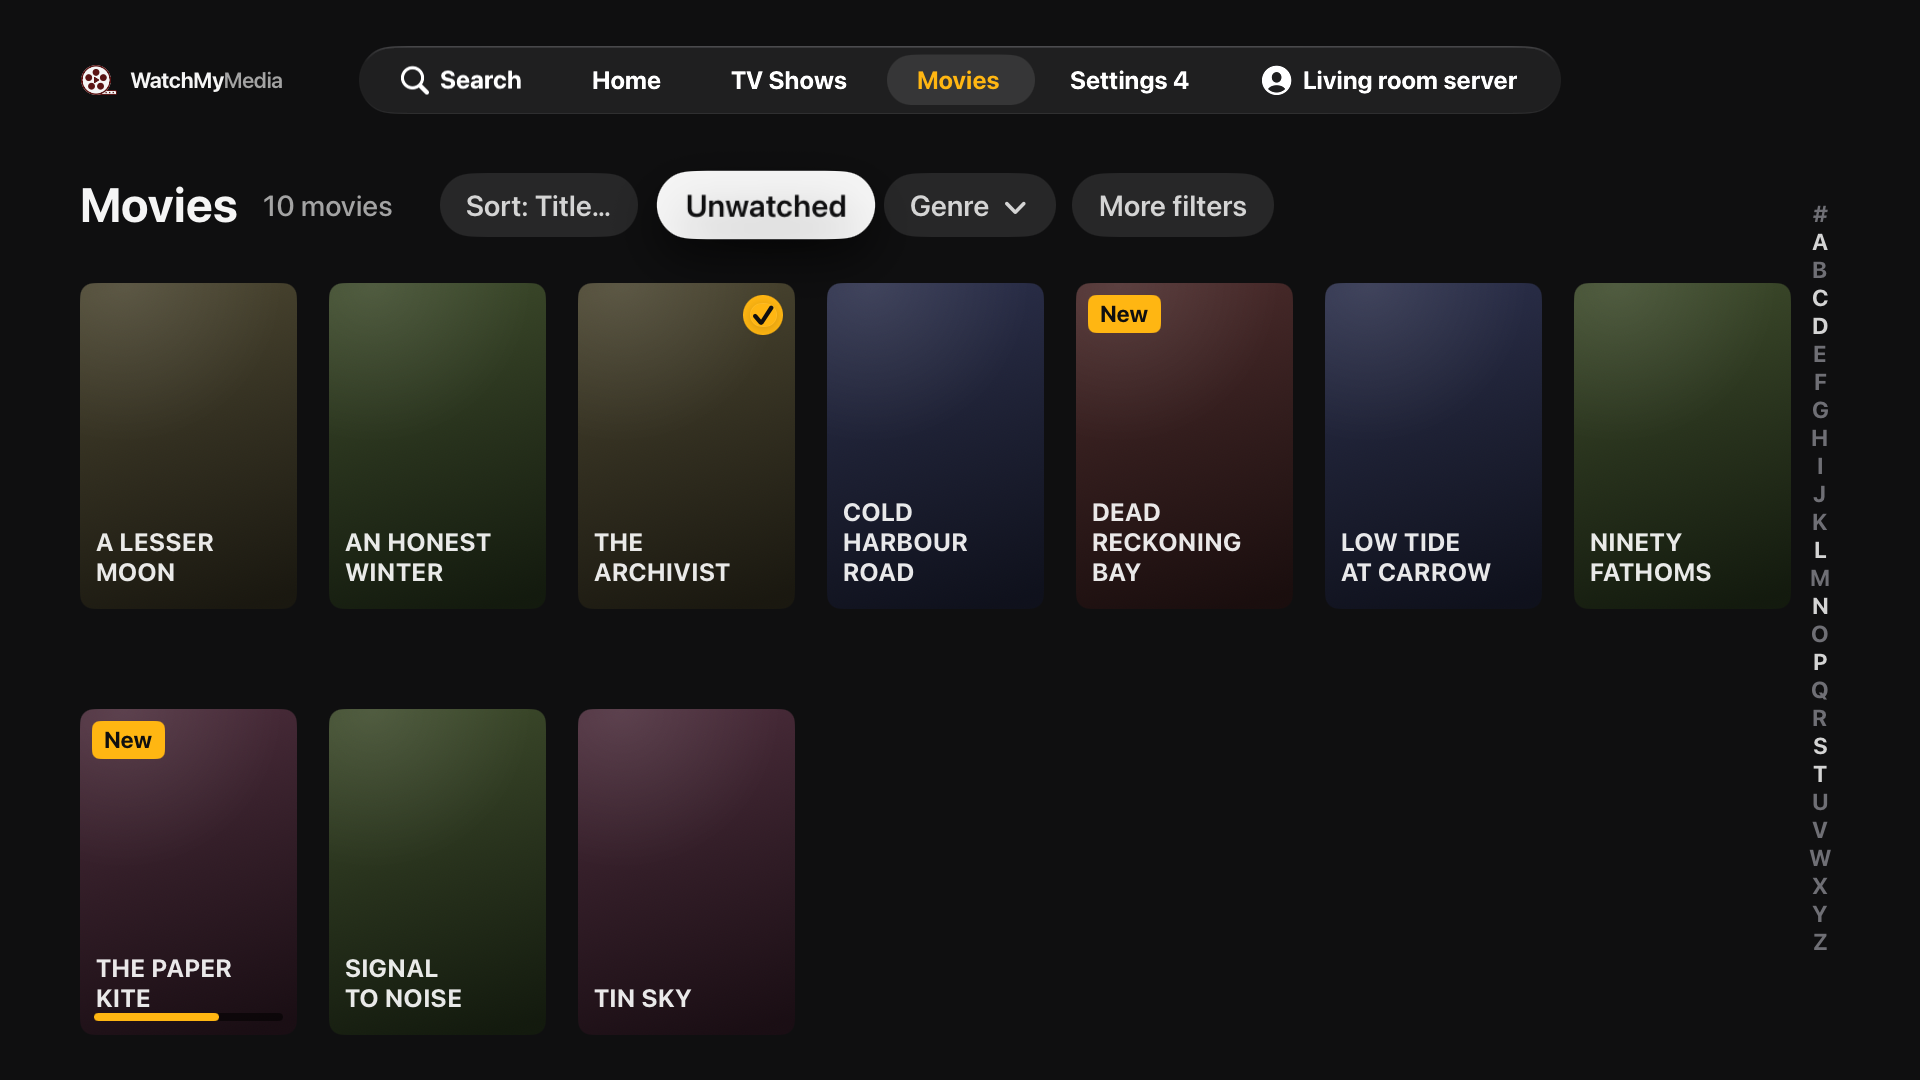 WatchMyMedia
Search
Home
TV Shows
Movies
Settings 4
Living room server
Movies
10 movies
Sort: Title...
Unwatched
Genre
More filters
A LESSER
MOON
AN HONEST
WINTER
THE
ARCHIVIST
COLD
HARBOUR
ROAD
New
DEAD
RECKONING
BAY
LOW TIDE
AT CARROW
NINETY
FATHOMS
New
THE PAPER
KITE
SIGNAL
TO NOISE
TIN SKY
#
A
B
C
D
E
F
G
H
I
J
K
L
M
N
O
P
Q
R
S
T
U
V
W
X
Y
Z